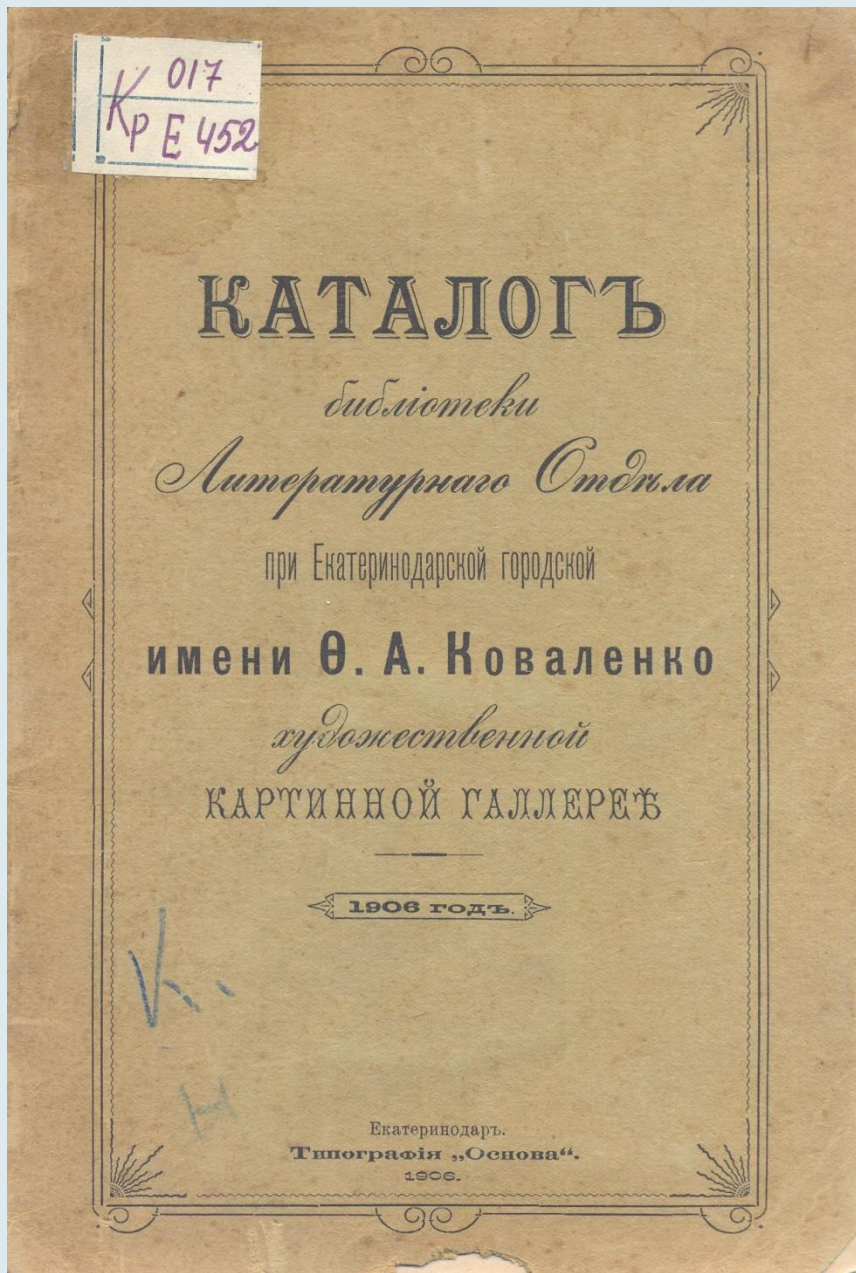 017
Кр Е 452
КАТАЛОГЪ
библіотеки
Литературнаго Отдѣла
при Екатеринодарской городской
имени Ѳ. А. Коваленко
художественной
КАРТИННОЙ ГАЛЛЕРЕѢ
1906 годъ.
К.
Екатеринодаръ.
Типографія „Основа“.
1906.